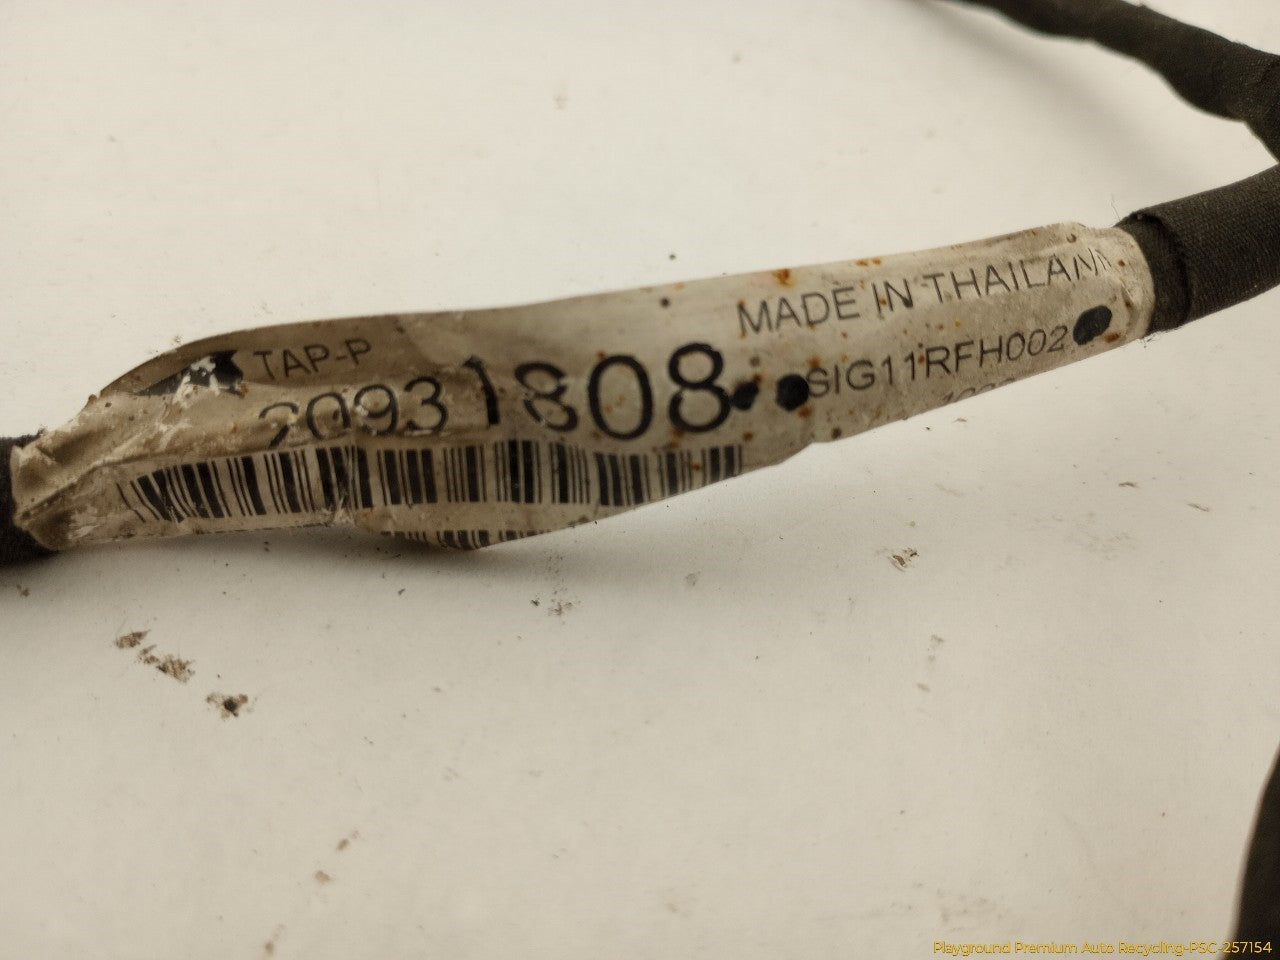 TAP-P
20931808
MADE IN THAILAND
SIG11RFH002
Playground Premium Auto Recycling-PSC-257154